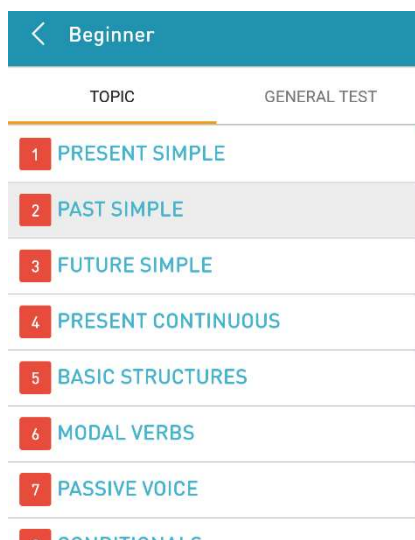 Beginner
TOPIC GENERAL TEST
1 PRESENT SIMPLE
2 PAST SIMPLE
3 FUTURE SIMPLE
4 PRESENT CONTINUOUS
5 BASIC STRUCTURES
6 MODAL VERBS
7 PASSIVE VOICE
CONDITIONALS